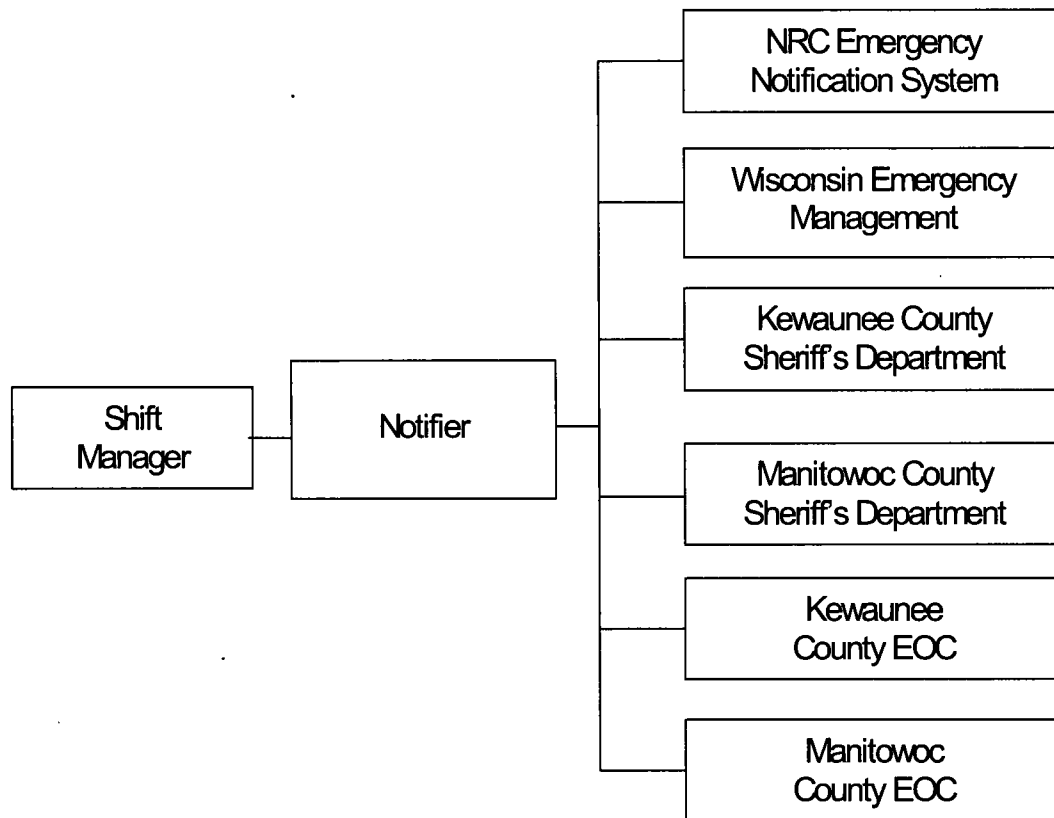 NRC Emergency
Notification System
Wisconsin Emergency
Management
Kewaunee County
Sheriff's Department
Shift
Manager
Notifier
Manitowoc County
Sheriff's Department
Kewaunee
County EOC
Manitowoc
County EOC